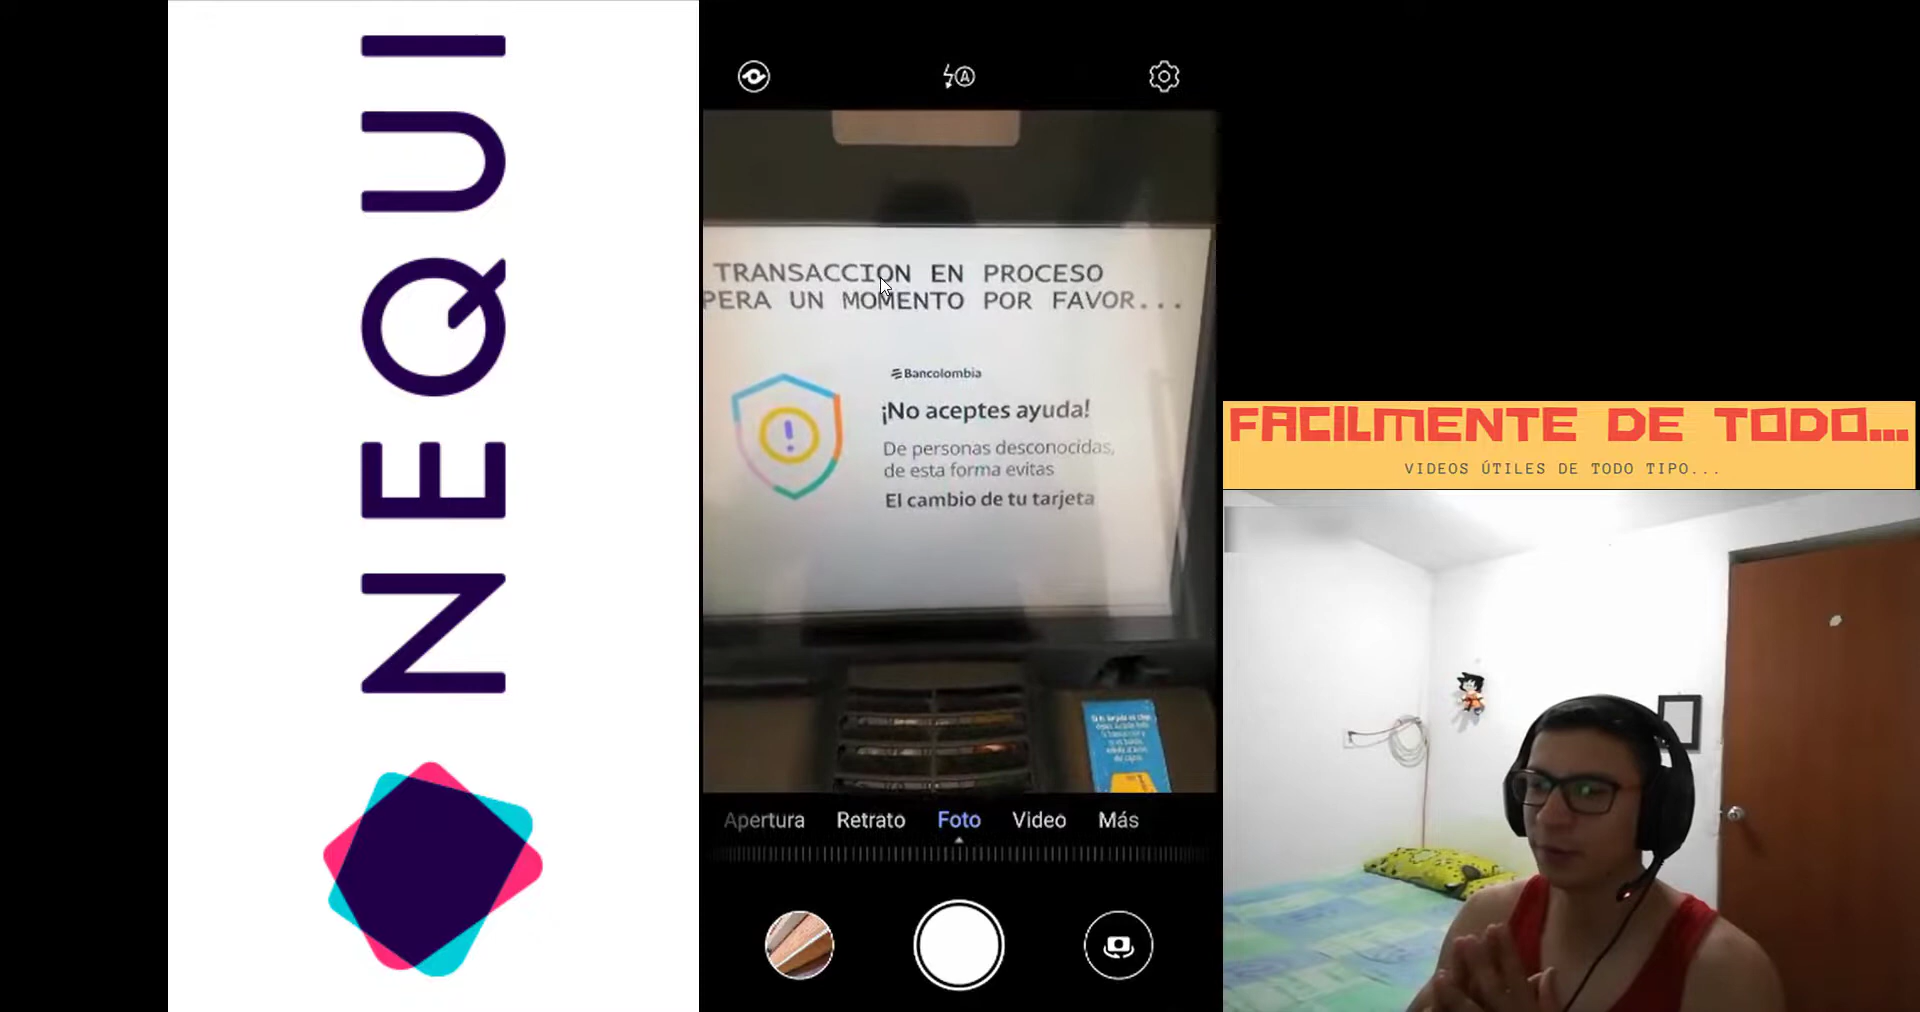 NEQUI
TRANSACCION EN PROCESO
PERA UN MOMENTO POR FAVOR...
Bancolombia
¡No aceptes ayuda!
De personas desconocidas,
de esta forma evitas
El cambio de tu tarjeta
Apertura
Retrato
Foto
Video
Más
FACILMENTE DE TODO...
VIDEOS ÚTILES DE TODO TIPO...